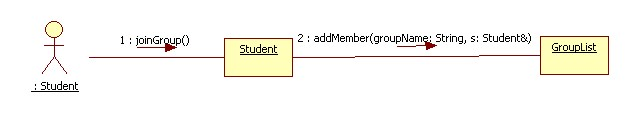 1 : joinGroup()
2 : addMember(groupName: String, s: Student&)
Student
GroupList
: Student